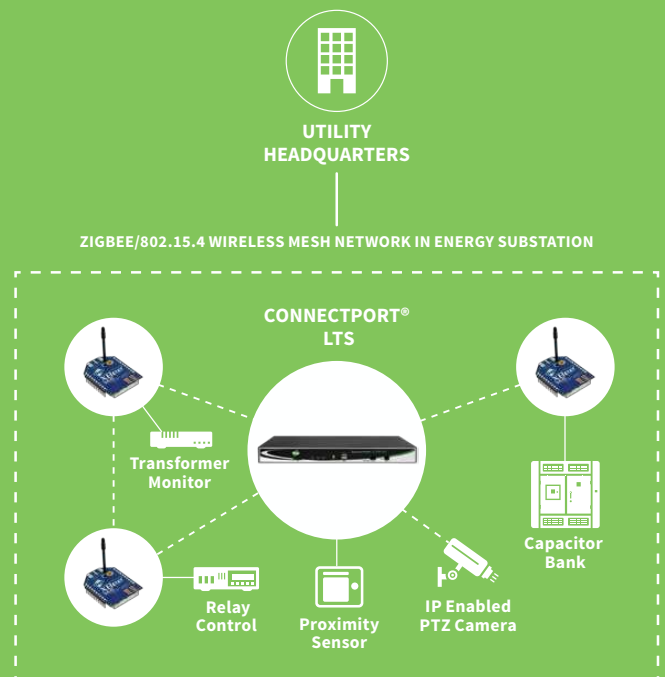 UTILITY
HEADQUARTERS
ZIGBEE/802.15.4 WIRELESS MESH NETWORK IN ENERGY SUBSTATION
CONNECTPORT®
LTS
Transformer
Monitor
Capacitor
Bank
Relay
Control
Proximity
Sensor
IP Enabled
PTZ Camera